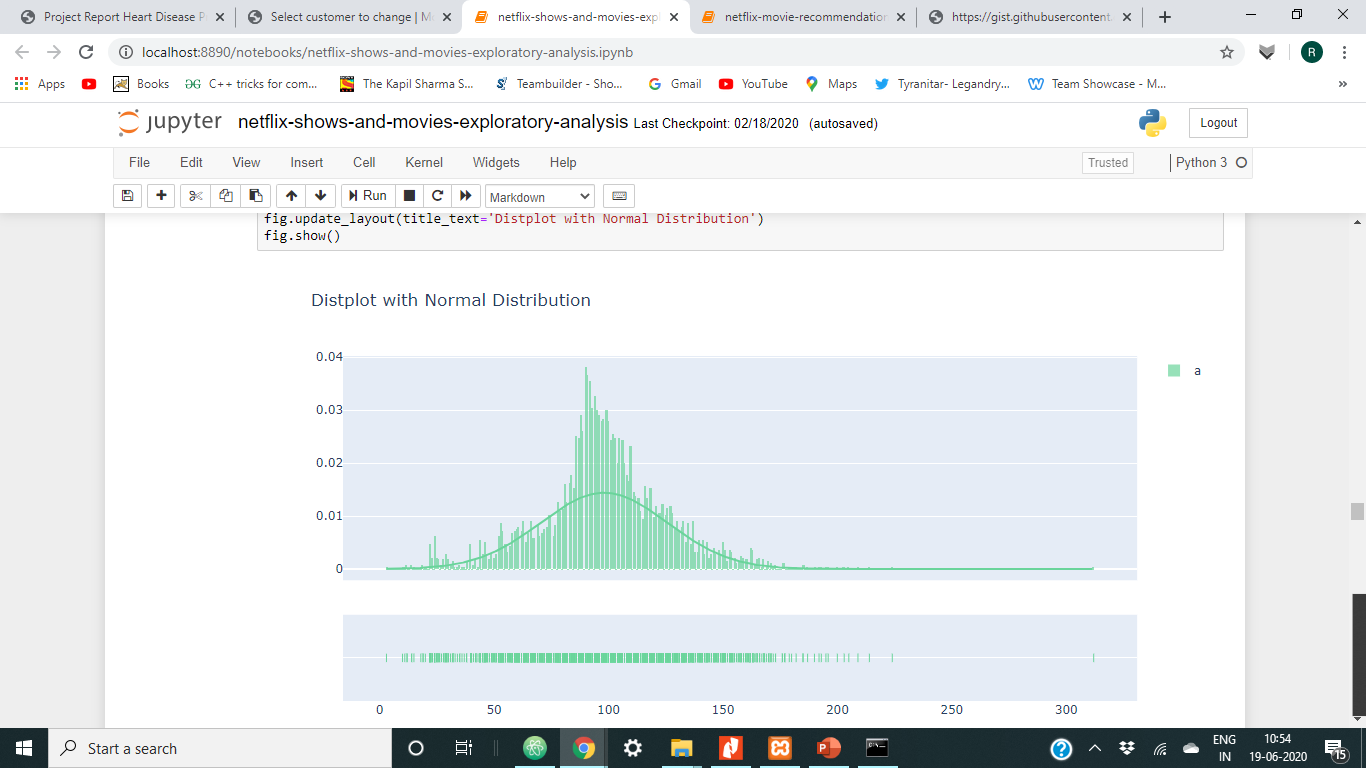 Project Report Heart Disease P
Select customer to change | M
netflix-shows-and-movies-expl
netflix-movie-recommendation
https://gist.githubusercontent.
localhost:8890/notebooks/netflix-shows-and-movies-exploratory-analysis.ipynb
R
Apps
Books
C++ tricks for com...
The Kapil Sharma S...
Teambuilder - Sho...
Gmail
YouTube
Maps
Tyranitar- Legandry...
Team Showcase - M...
»
jupyter netflix-shows-and-movies-exploratory-analysis Last Checkpoint: 02/18/2020 (autosaved)
Logout
File Edit View Insert Cell Kernel Widgets Help
Trusted
Python 3
Run
Markdown
fig.update_layout(title_text='Distplot with Normal Distribution')
fig.show()
Distplot with Normal Distribution
0.04
0.03
0.02
0.01
0
a
0 50 100 150 200 250 300
Start a search
ENG
IN
10:54
19-06-2020
15